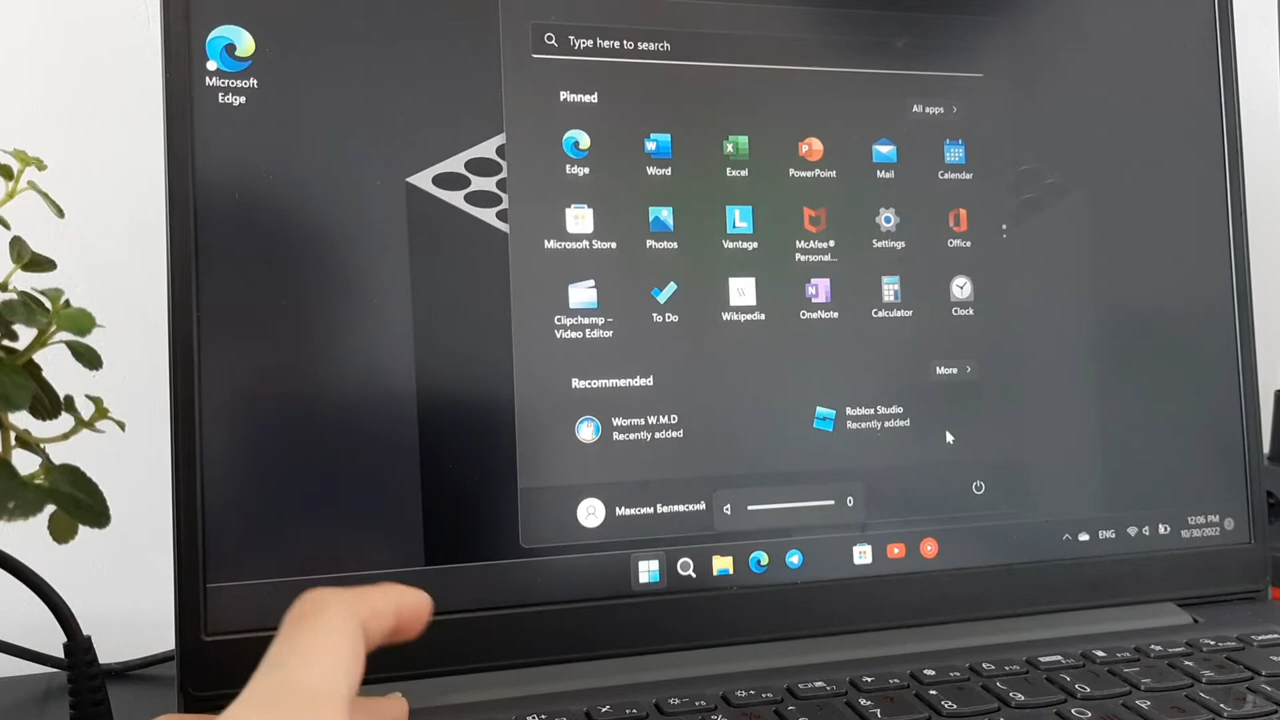 Microsoft
Edge
Type here to search
Pinned
All apps
Edge
Word
Excel
PowerPoint
Mail
Calendar
Microsoft Store
Photos
Vantage
McAfee®
Personal...
Settings
Office
Clipchamp –
Video Editor
To Do
Wikipedia
OneNote
Calculator
Clock
Recommended
More
Worms W.M.D
Recently added
Roblox Studio
Recently added
Максим Белявский
0
ENG
12:06 PM
10/30/2022